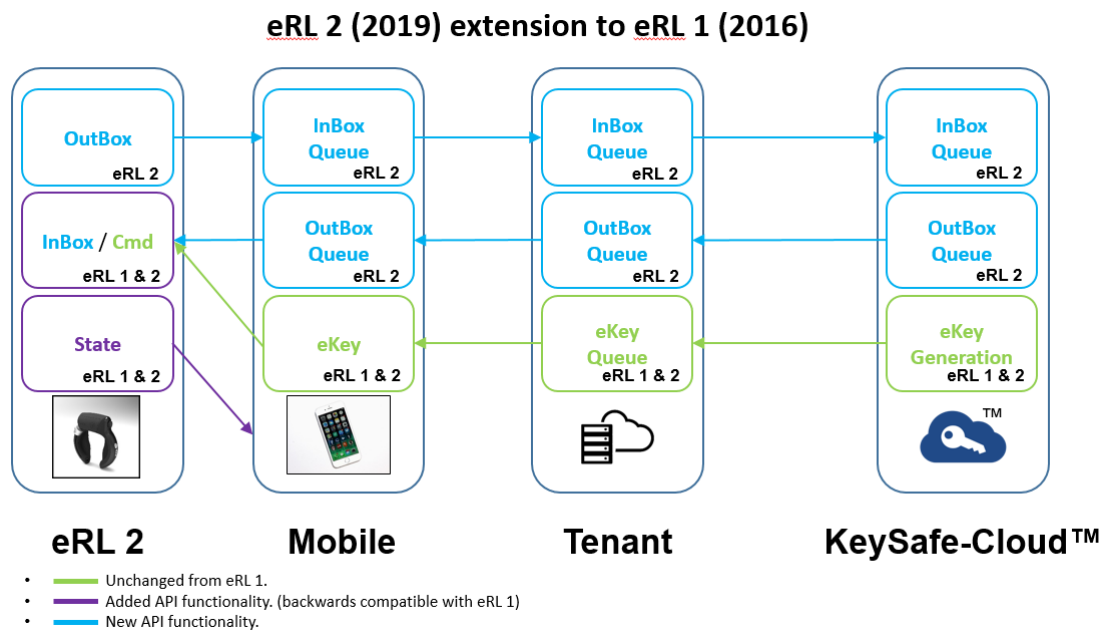 eRL 2 (2019) extension to eRL 1 (2016)
OutBox
eRL 2
InBox
Queue
eRL 2
InBox
Queue
eRL 2
InBox
Queue
eRL 2
InBox / Cmd
eRL 1 & 2
OutBox
Queue
eRL 2
OutBox
Queue
eRL 2
OutBox
Queue
eRL 2
State
eRL 1 & 2
eKey
eRL 1 & 2
eKey
Queue
eRL 1 & 2
eKey
Generation
eRL 1 & 2
TM
eRL 2
Mobile
Tenant
KeySafe-Cloud™
• Unchanged from eRL 1.
• Added API functionality. (backwards compatible with eRL 1)
• New API functionality.